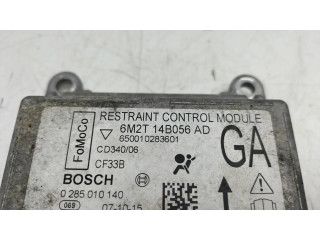 FoMoCo
RESTRAINT CONTROL MODULE
6M2T 14B056 AD
650010283601
CD340/06
CF33B
GA
BOSCH
0 285 010 140
069
07-10-15